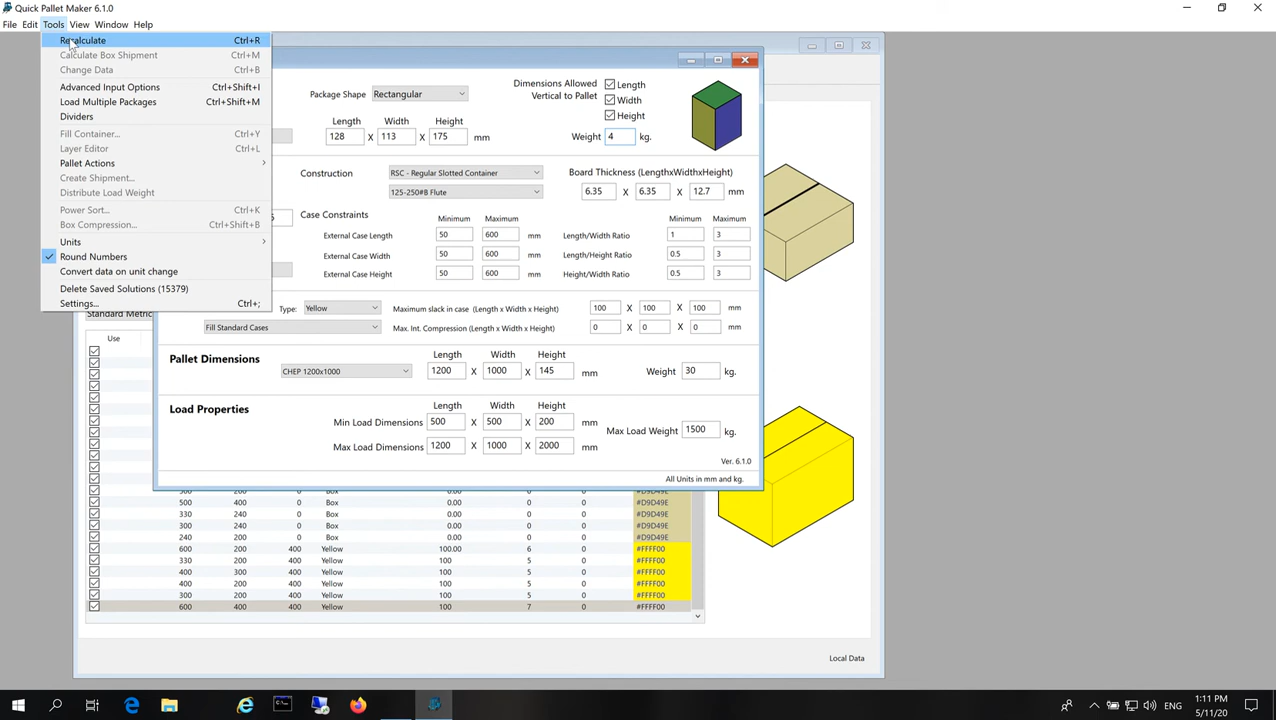 Quick Pallet Maker 6.1.0
File Edit Tools View Window Help
Recalculate Ctrl+R
Calculate Box Shipment Ctrl+M
Change Data Ctrl+B
Advanced Input Options Ctrl+Shift+I
Load Multiple Packages Ctrl+Shift+M
Dividers
Fill Container... Ctrl+Y
Layer Editor Ctrl+L
Pallet Actions
Create Shipment...
Distribute Load Weight
Power Sort... Ctrl+K
Box Compression... Ctrl+Shift+B
Units
Round Numbers
Convert data on unit change
Delete Saved Solutions (15379)
Settings... Ctrl+;
Package Shape Rectangular
Dimensions Allowed
Vertical to Pallet
Length
Width
Height
Length Width Height
128 X 113 X 175 mm
Weight 4 kg.
Construction RSC - Regular Slotted Container
125-250#B Flute
Board Thickness (LengthxWidthxHeight)
6.35 X 6.35 X 12.7 mm
Case Constraints
Minimum Maximum Minimum Maximum
External Case Length 50 600 mm Length/Width Ratio 1 3
External Case Width 50 600 mm Length/Height Ratio 0.5 3
External Case Height 50 600 mm Height/Width Ratio 0.5 3
Type: Yellow Maximum slack in case (Length x Width x Height) 100 X 100 X 100 mm
Fill Standard Cases Max. Int. Compression (Length x Width x Height) 0 X 0 X 0 mm
Pallet Dimensions
Length Width Height
CHEP 1200x1000 1200 X 1000 X 145 mm Weight 30 kg.
Load Properties
Length Width Height
Min Load Dimensions 500 X 500 X 200 mm
Max Load Dimensions 1200 X 1000 X 2000 mm
Max Load Weight 1500 kg.
Ver. 6.1.0
All Units in mm and kg.
Standard Metric
Use
500 400 0 Box 0.00 0 0 #D9D49E
330 240 0 Box 0.00 0 0 #D9D49E
300 240 0 Box 0.00 0 0 #D9D49E
240 200 0 Box 0.00 0 0 #D9D49E
600 200 400 Yellow 100.00 6 0 #FFFF00
330 200 400 Yellow 100 5 0 #FFFF00
400 200 400 Yellow 100 5 0 #FFFF00
300 200 400 Yellow 100 5 0 #FFFF00
600 400 400 Yellow 100 7 0 #FFFF00
Local Data
ENG
1:11 PM
5/11/20